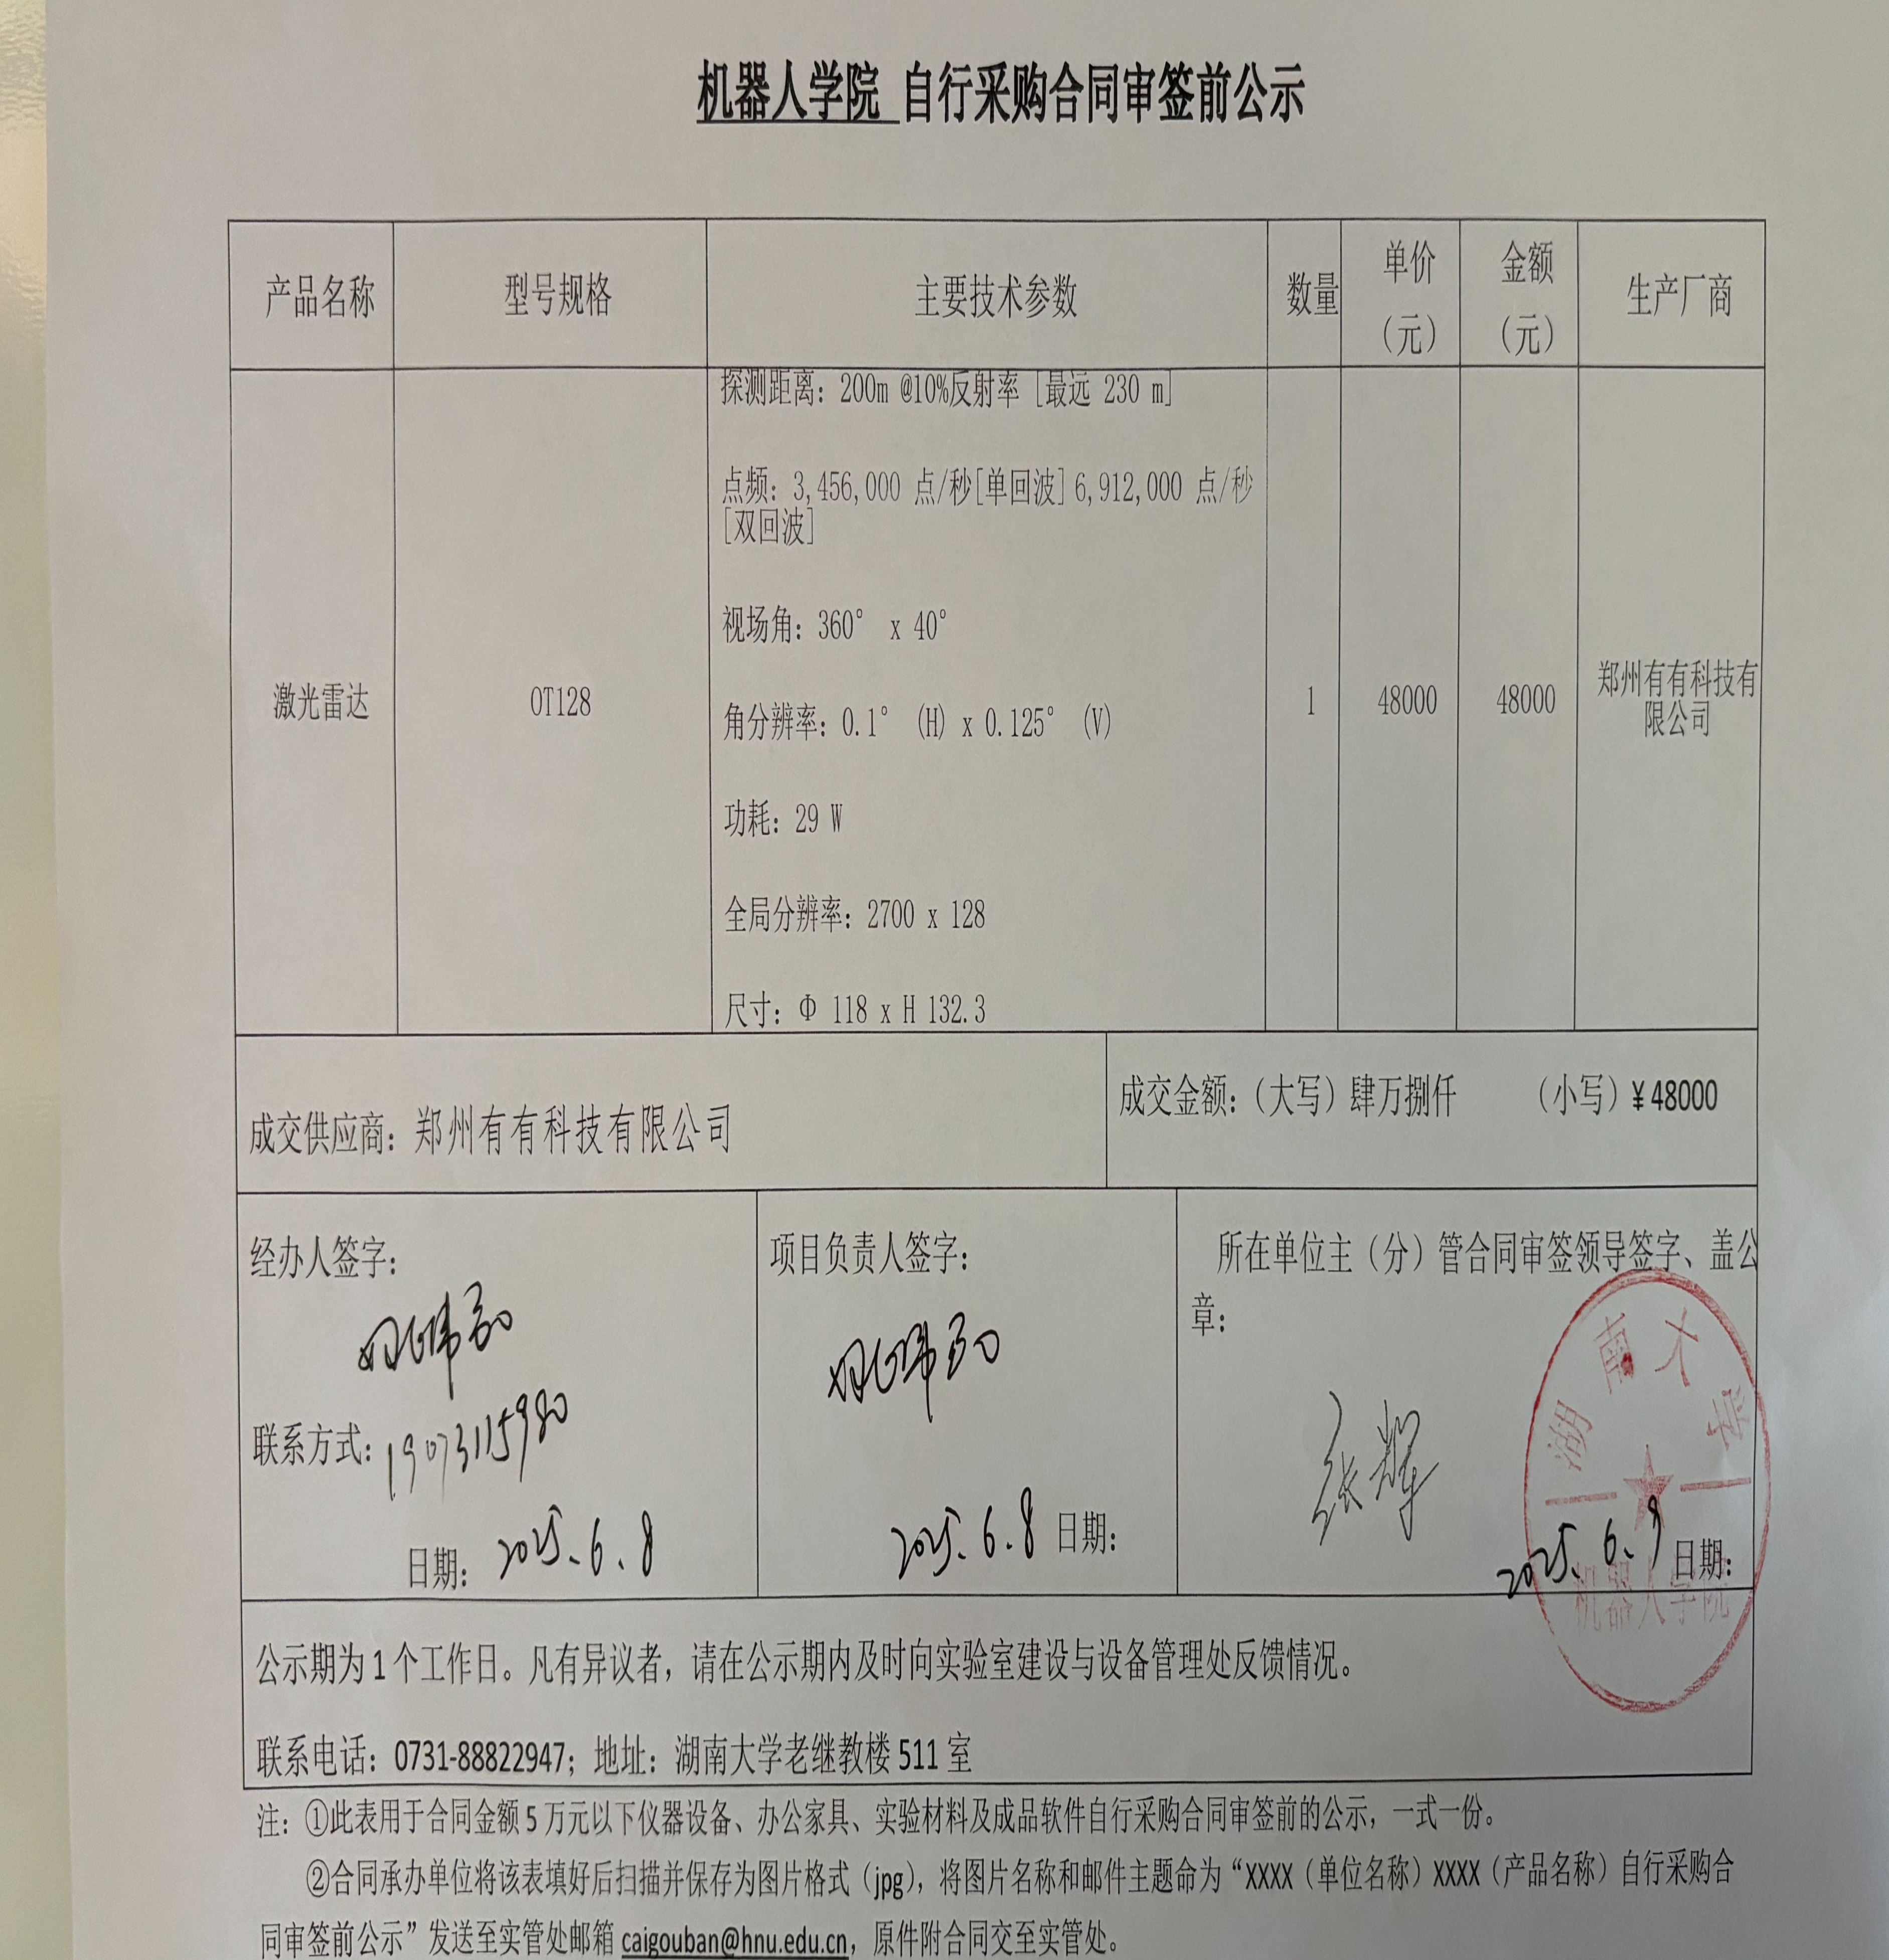 机器人学院 自行采购合同审签前公示
产品名称
型号规格
主要技术参数
数量
单价
（元）
金额
（元）
生产厂商
激光雷达
OT128
探测距离：200m @10%反射率 [最远 230 m]
点频：3,456,000 点/秒[单回波] 6,912,000 点/秒
[双回波]
视场角：360° x 40°
角分辨率：0.1° (H) x 0.125° (V)
功耗：29 W
全局分辨率：2700 x 128
尺寸：Φ 118 x H 132.3
1
48000
48000
郑州有有科技有
限公司
成交供应商：郑州有有科技有限公司
成交金额：（大写）肆万捌仟 （小写）¥48000
经办人签字：
联系方式：19073115980
日期：2025.6.8
项目负责人签字：
2025.6.8 日期：
所在单位主（分）管合同审签领导签字、盖公
章：
张辉
湖南大学
机器人学院
2025.6.9 日期：
公示期为 1 个工作日。凡有异议者，请在公示期内及时向实验室建设与设备管理处反馈情况。
联系电话：0731-88822947；地址：湖南大学老继教楼 511 室
注：①此表用于合同金额 5 万元以下仪器设备、办公家具、实验材料及成品软件自行采购合同审签前的公示，一式一份。
②合同承办单位将该表填好后扫描并保存为图片格式（jpg），将图片名称和邮件主题命为“XXXX（单位名称）XXXX（产品名称）自行采购合
同审签前公示”发送至实管处邮箱 caigouban@hnu.edu.cn，原件附合同交至实管处。